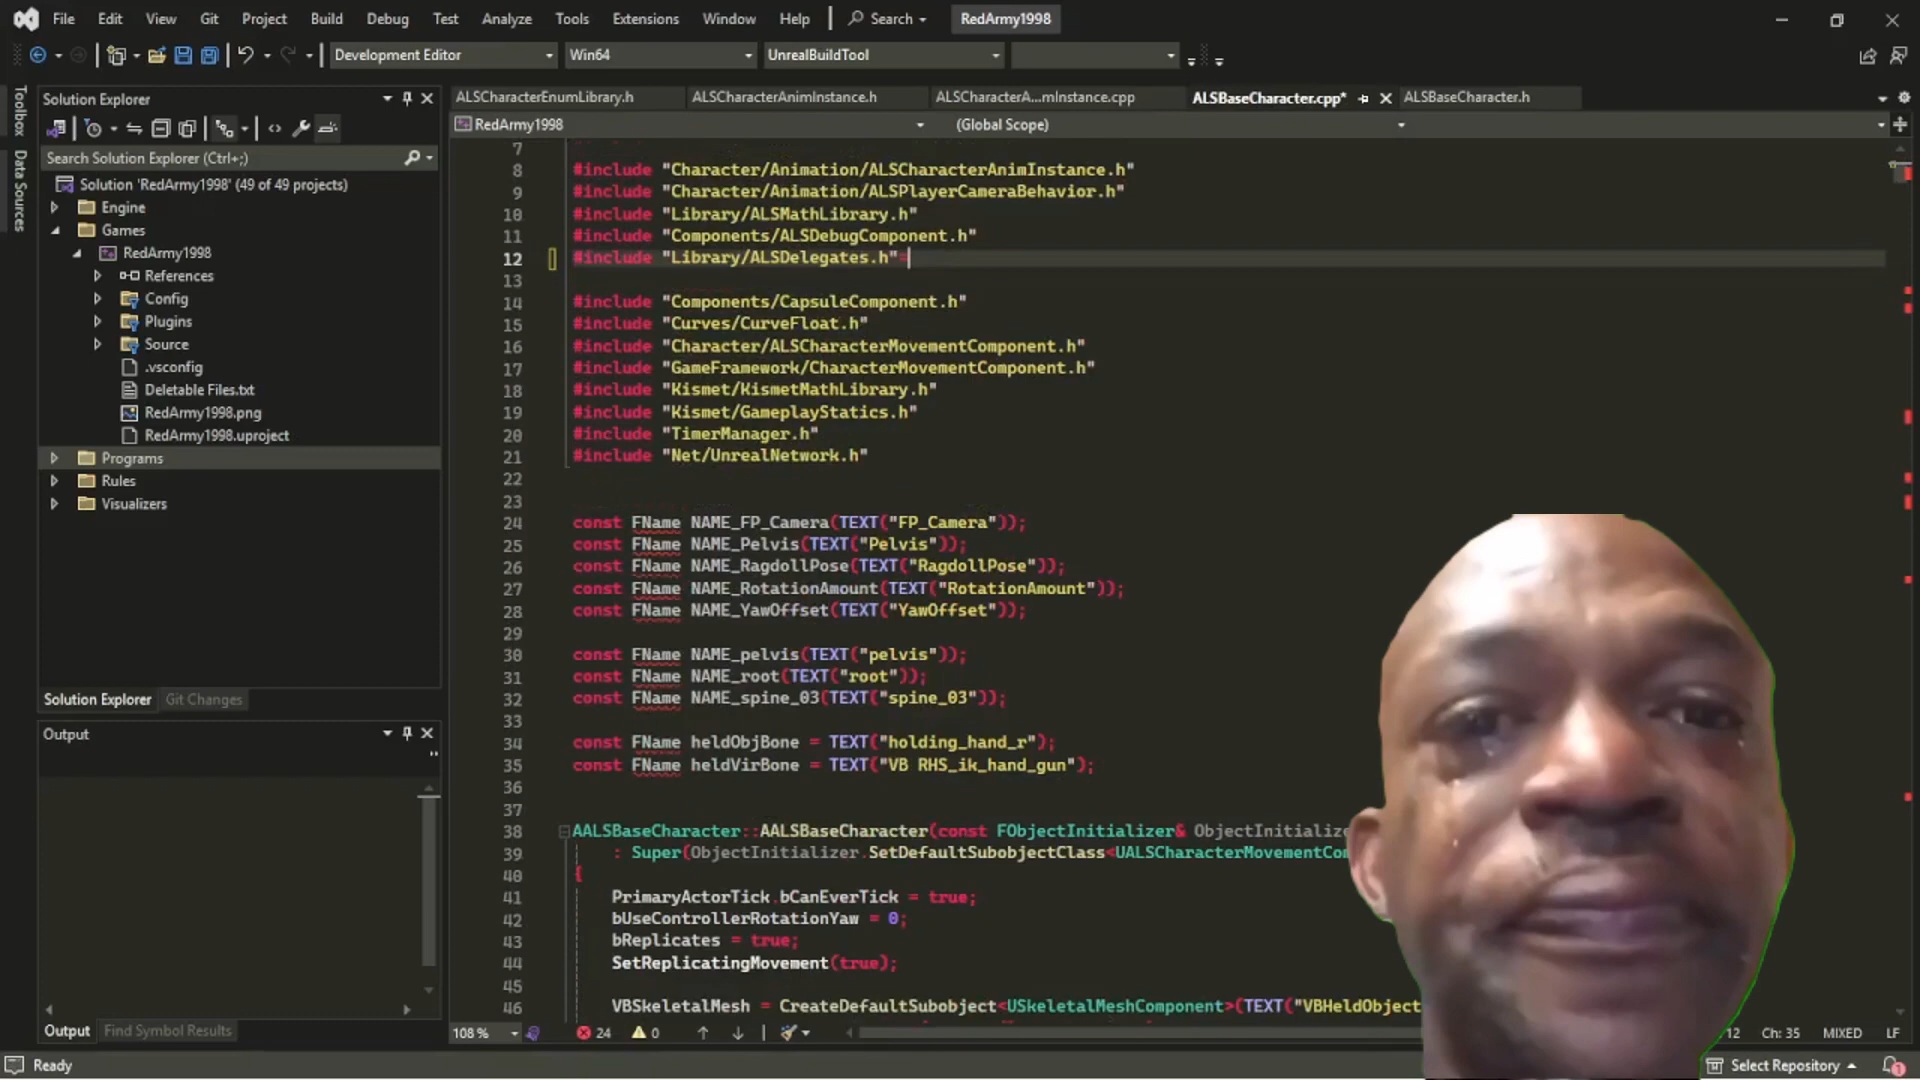 File Edit View Git Project Build Debug Test Analyze Tools Extensions Window Help Search RedArmy1998
Development Editor Win64 UnrealBuildTool
Toolbox
Data Sources
Solution Explorer
Search Solution Explorer (Ctrl+;)
Solution 'RedArmy1998' (49 of 49 projects)
Engine
Games
RedArmy1998
References
Config
Plugins
Source
.vsconfig
Deletable Files.txt
RedArmy1998.png
RedArmy1998.uproject
Programs
Rules
Visualizers
Solution Explorer Git Changes
Output
Output Find Symbol Results
ALSCharacterEnumLibrary.h ALSCharacterAnimInstance.h ALSCharacterA...mInstance.cpp ALSBaseCharacter.cpp* ALSBaseCharacter.h
RedArmy1998 (Global Scope)
7
8 #include "Character/Animation/ALSCharacterAnimInstance.h"
9 #include "Character/Animation/ALSPlayerCameraBehavior.h"
10 #include "Library/ALSMathLibrary.h"
11 #include "Components/ALSDebugComponent.h"
12 #include "Library/ALSDelegates.h"=
13
14 #include "Components/CapsuleComponent.h"
15 #include "Curves/CurveFloat.h"
16 #include "Character/ALSCharacterMovementComponent.h"
17 #include "GameFramework/CharacterMovementComponent.h"
18 #include "Kismet/KismetMathLibrary.h"
19 #include "Kismet/GameplayStatics.h"
20 #include "TimerManager.h"
21 #include "Net/UnrealNetwork.h"
22
23
24 const FName NAME_FP_Camera(TEXT("FP_Camera"));
25 const FName NAME_Pelvis(TEXT("Pelvis"));
26 const FName NAME_RagdollPose(TEXT("RagdollPose"));
27 const FName NAME_RotationAmount(TEXT("RotationAmount"));
28 const FName NAME_YawOffset(TEXT("YawOffset"));
29
30 const FName NAME_pelvis(TEXT("pelvis"));
31 const FName NAME_root(TEXT("root"));
32 const FName NAME_spine_03(TEXT("spine_03"));
33
34 const FName heldObjBone = TEXT("holding_hand_r");
35 const FName heldVirBone = TEXT("VB RHS_ik_hand_gun");
36
37
38 AALSBaseCharacter::AALSBaseCharacter(const FObjectInitializer& ObjectInitialize
39 : Super(ObjectInitializer.SetDefaultSubobjectClass<UALSCharacterMovementCo
40 {
41 PrimaryActorTick.bCanEverTick = true;
42 bUseControllerRotationYaw = 0;
43 bReplicates = true;
44 SetReplicatingMovement(true);
45
46 VBSkeletalMesh = CreateDefaultSubobject<USkeletalMeshComponent>(TEXT("VBHeldObject
108 % 24 0 12 Ch: 35 MIXED LF
Ready Select Repository 1